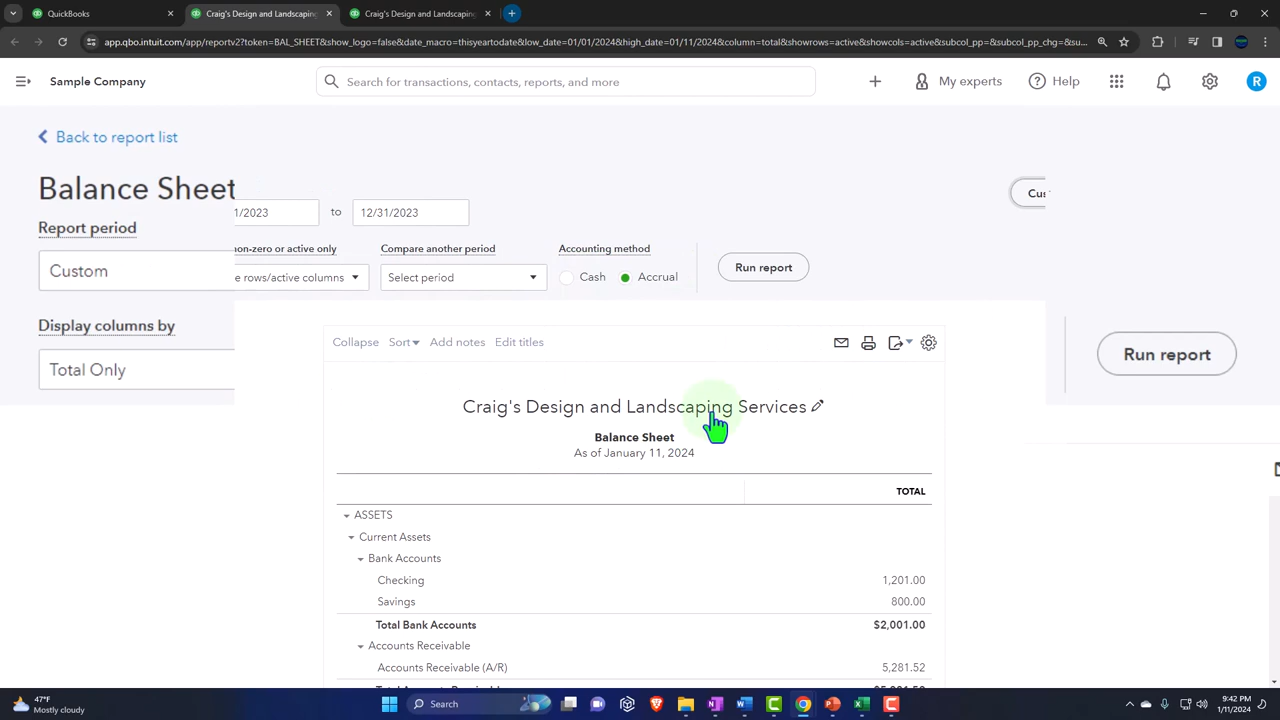 QuickBooks
Craig's Design and Landscaping
Craig's Design and Landscaping
app.qbo.intuit.com/app/report2?token=BAL_SHEET&show_logo=false&date_macro=thisyeartodate&low_date=01/01/2024&high_date=01/11/2024&column=total&showrows=active&showcols=active&subcol_pp=&subcol_pp_chg=&su...
Sample Company
Search for transactions, contacts, reports, and more
My experts
Help
R
Back to report list
Balance Sheet
Cus
Report period
1/2023
to
12/31/2023
non-zero or active only
Compare another period
Accounting method
Custom
e rows/active columns
Select period
Cash
Accrual
Run report
Display columns by
Total Only
Run report
Collapse
Sort
Add notes
Edit titles
Craig's Design and Landscaping Services
Balance Sheet
As of January 11, 2024
TOTAL
ASSETS
Current Assets
Bank Accounts
Checking 1,201.00
Savings 800.00
Total Bank Accounts $2,001.00
Accounts Receivable
Accounts Receivable (A/R) 5,281.52
47°F
Mostly cloudy
Search
9:42 PM
1/11/2024